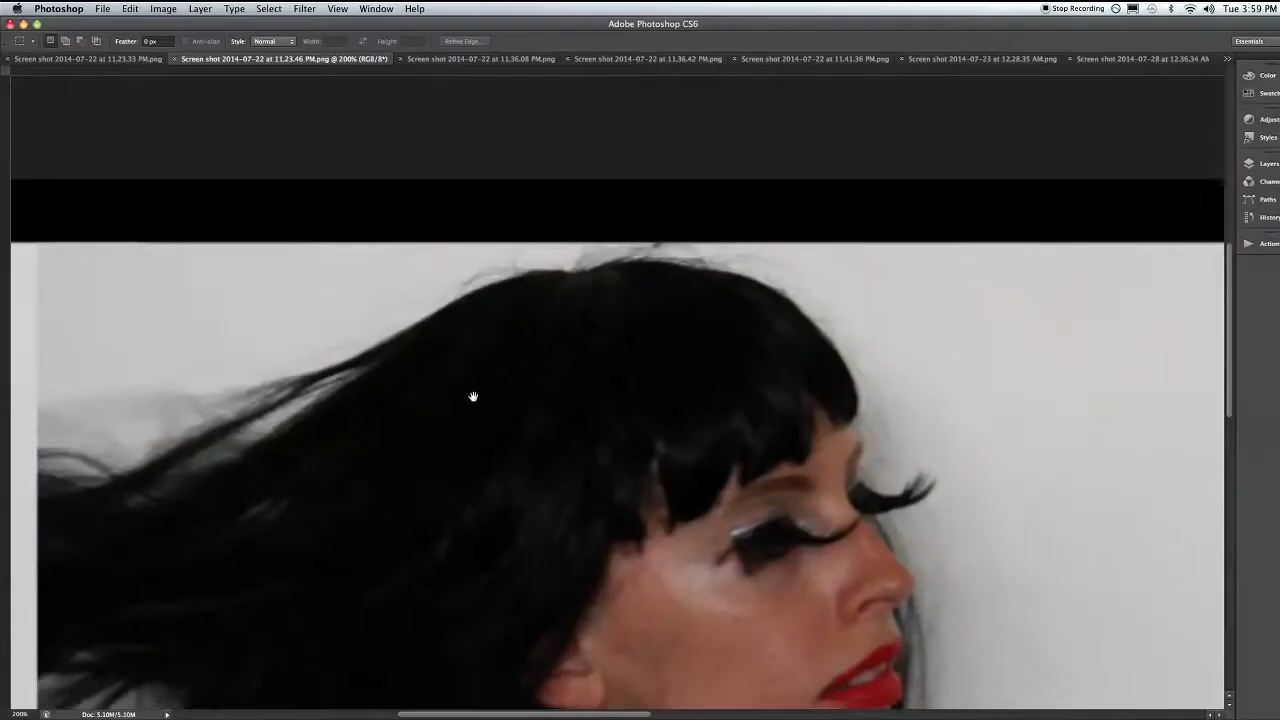 Photoshop File Edit Image Layer Type Select Filter View Window Help Stop Recording Tue 3:59 PM
Adobe Photoshop CS6
Feather: 0 px Anti-alias Style: Normal Width: Height: Refine Edge... Essentials
Screen shot 2014-07-22 at 11.23.33 PM.png × Screen shot 2014-07-22 at 11.23.46 PM.png @ 200% (RGB/8*) × Screen shot 2014-07-22 at 11.36.08 PM.png × Screen shot 2014-07-22 at 11.36.42 PM.png × Screen shot 2014-07-22 at 11.41.36 PM.png × Screen shot 2014-07-23 at 12.28.35 AM.png × Screen shot 2014-07-28 at 12.36.34 AM
Color
Swatch
Adjust
Styles
Layers
Chann
Paths
History
Action
200% Doc: 5.10M/5.10M